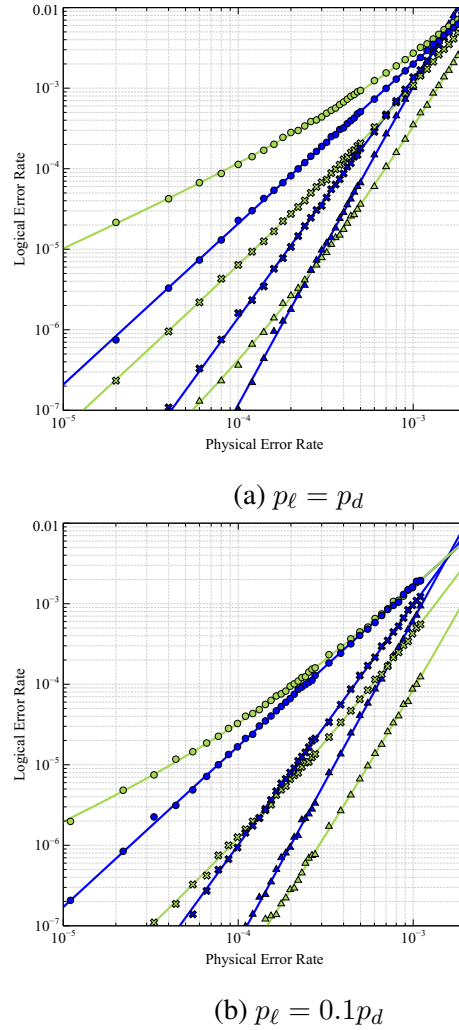 0.01
10⁻³
10⁻⁴
10⁻⁵
10⁻⁶
10⁻⁷
Logical Error Rate
10⁻⁵ 10⁻⁴ 10⁻³
Physical Error Rate
(a) pℓ = p_d
0.01
10⁻³
10⁻⁴
10⁻⁵
10⁻⁶
10⁻⁷
Logical Error Rate
10⁻⁵ 10⁻⁴ 10⁻³
Physical Error Rate
(b) pℓ = 0.1p_d